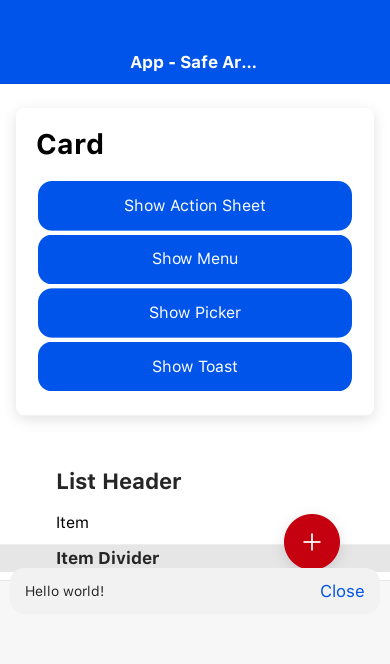 App - Safe Ar...
Card
Show Action Sheet
Show Menu
Show Picker
Show Toast
List Header
Item
Item Divider
Hello world!
Close